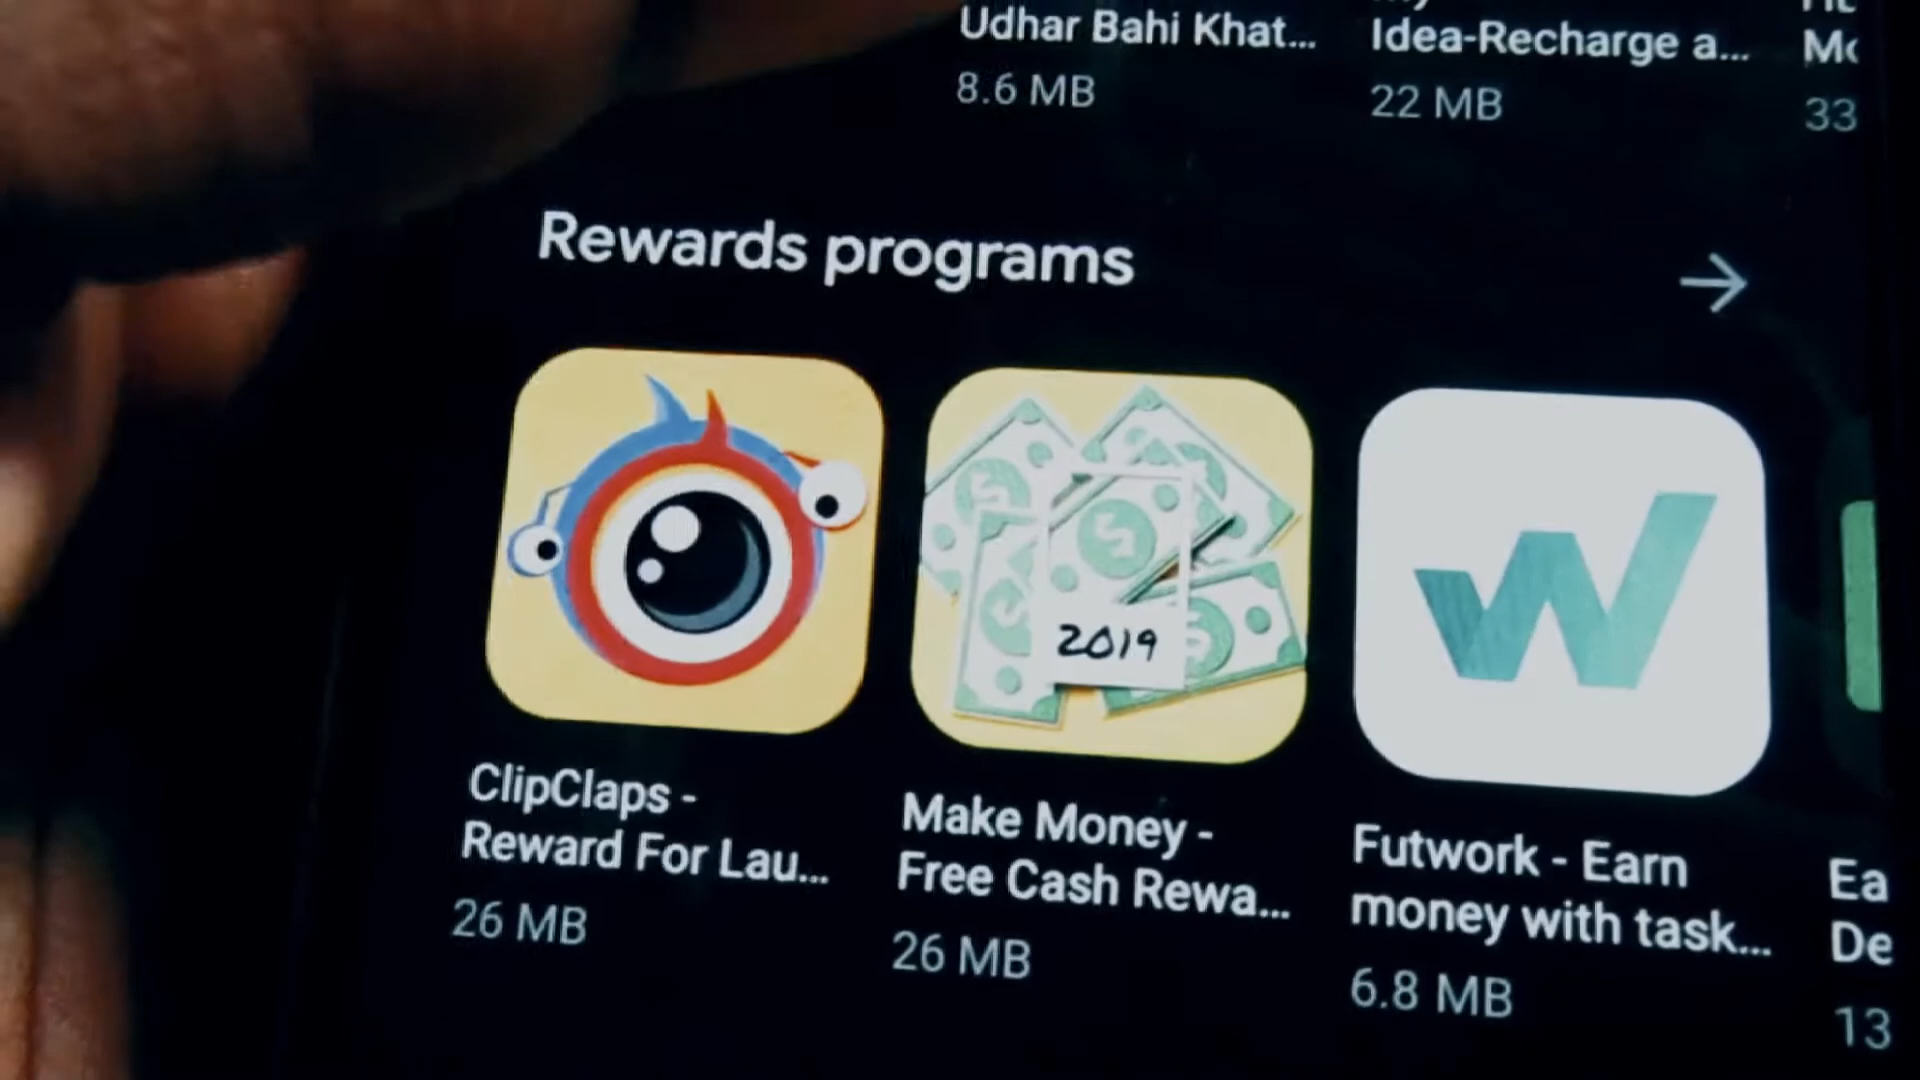 Udhar Bahi Khat...
Idea-Recharge a...
8.6 MB
22 MB
33
Rewards programs
2019
ClipClaps -
Reward For Lau...
26 MB
Make Money -
Free Cash Rewa...
26 MB
Futwork - Earn
money with task...
6.8 MB
Ea
De
13